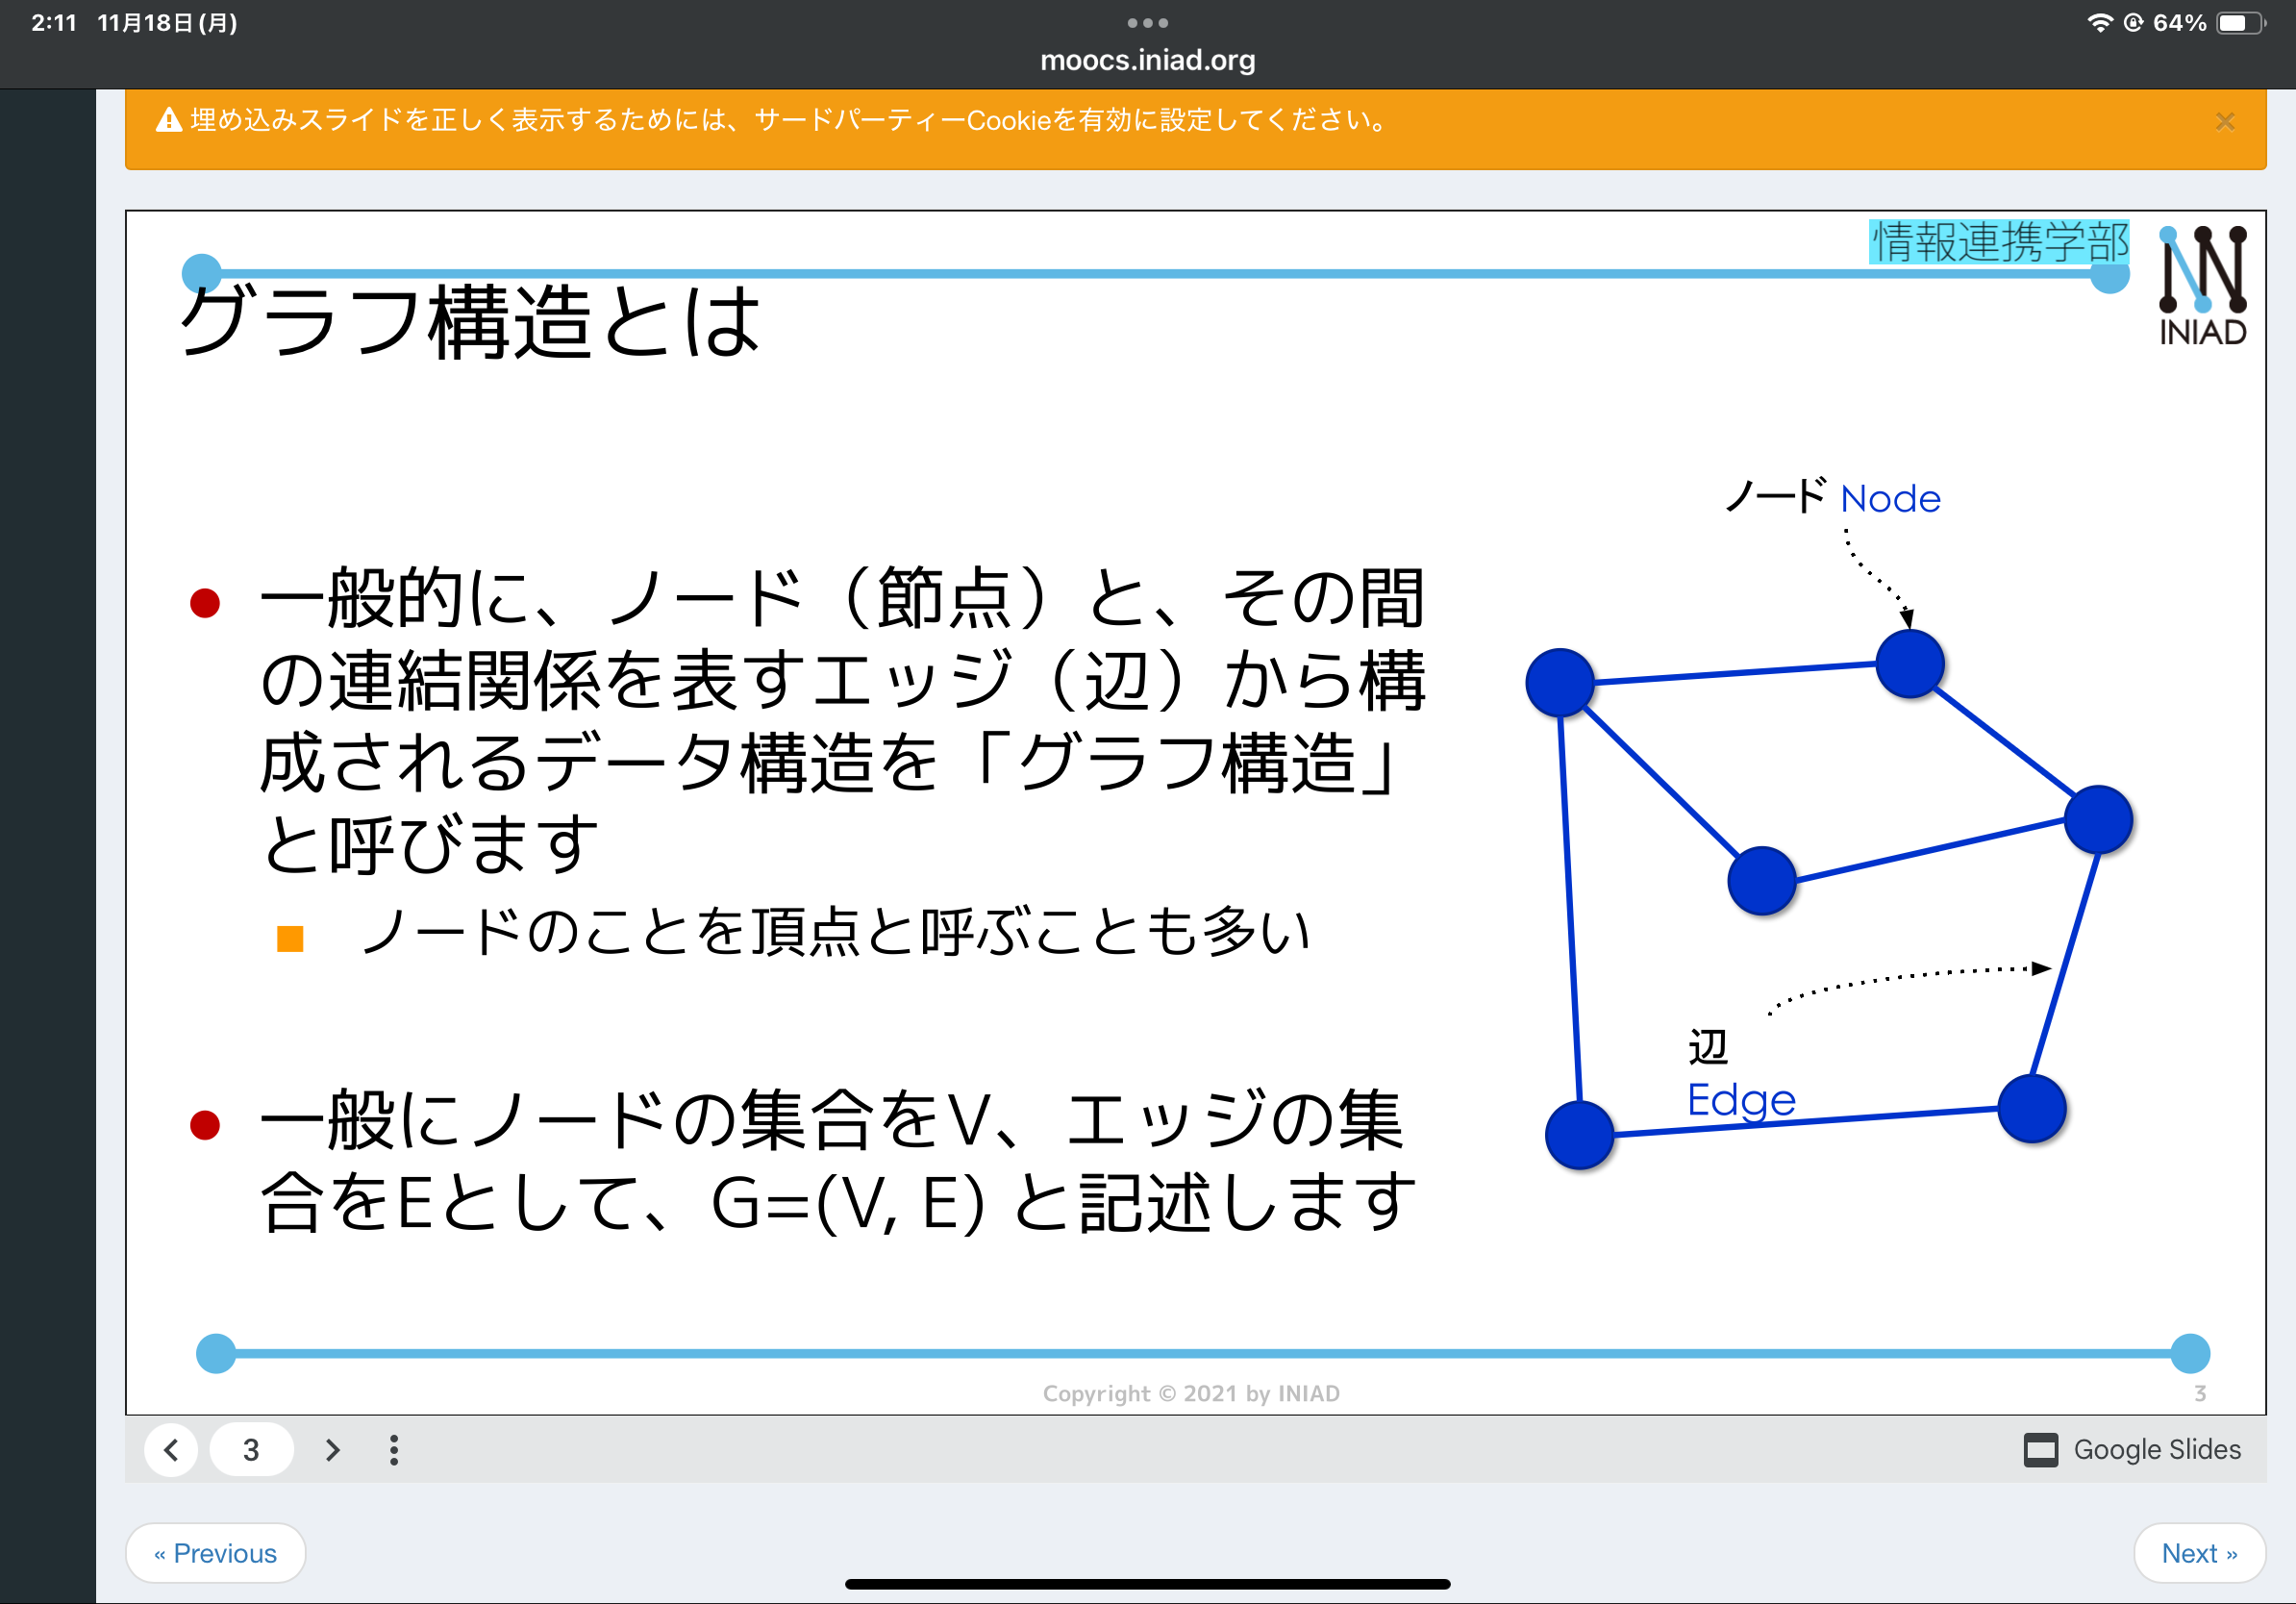 2:11 11月18日(月)
64%
moocs.iniad.org
埋め込みスライドを正しく表示するためには、サードパーティーCookieを有効に設定してください。
×
情報連携学部
INIAD
グラフ構造とは
ノード Node
一般的に、ノード（節点）と、その間
の連結関係を表すエッジ（辺）から構
成されるデータ構造を「グラフ構造」
と呼びます
ノードのことを頂点と呼ぶことも多い
辺
Edge
一般にノードの集合をV、エッジの集
合をEとして、G=(V, E) と記述します
Copyright © 2021 by INIAD
3
3
Google Slides
« Previous
Next »